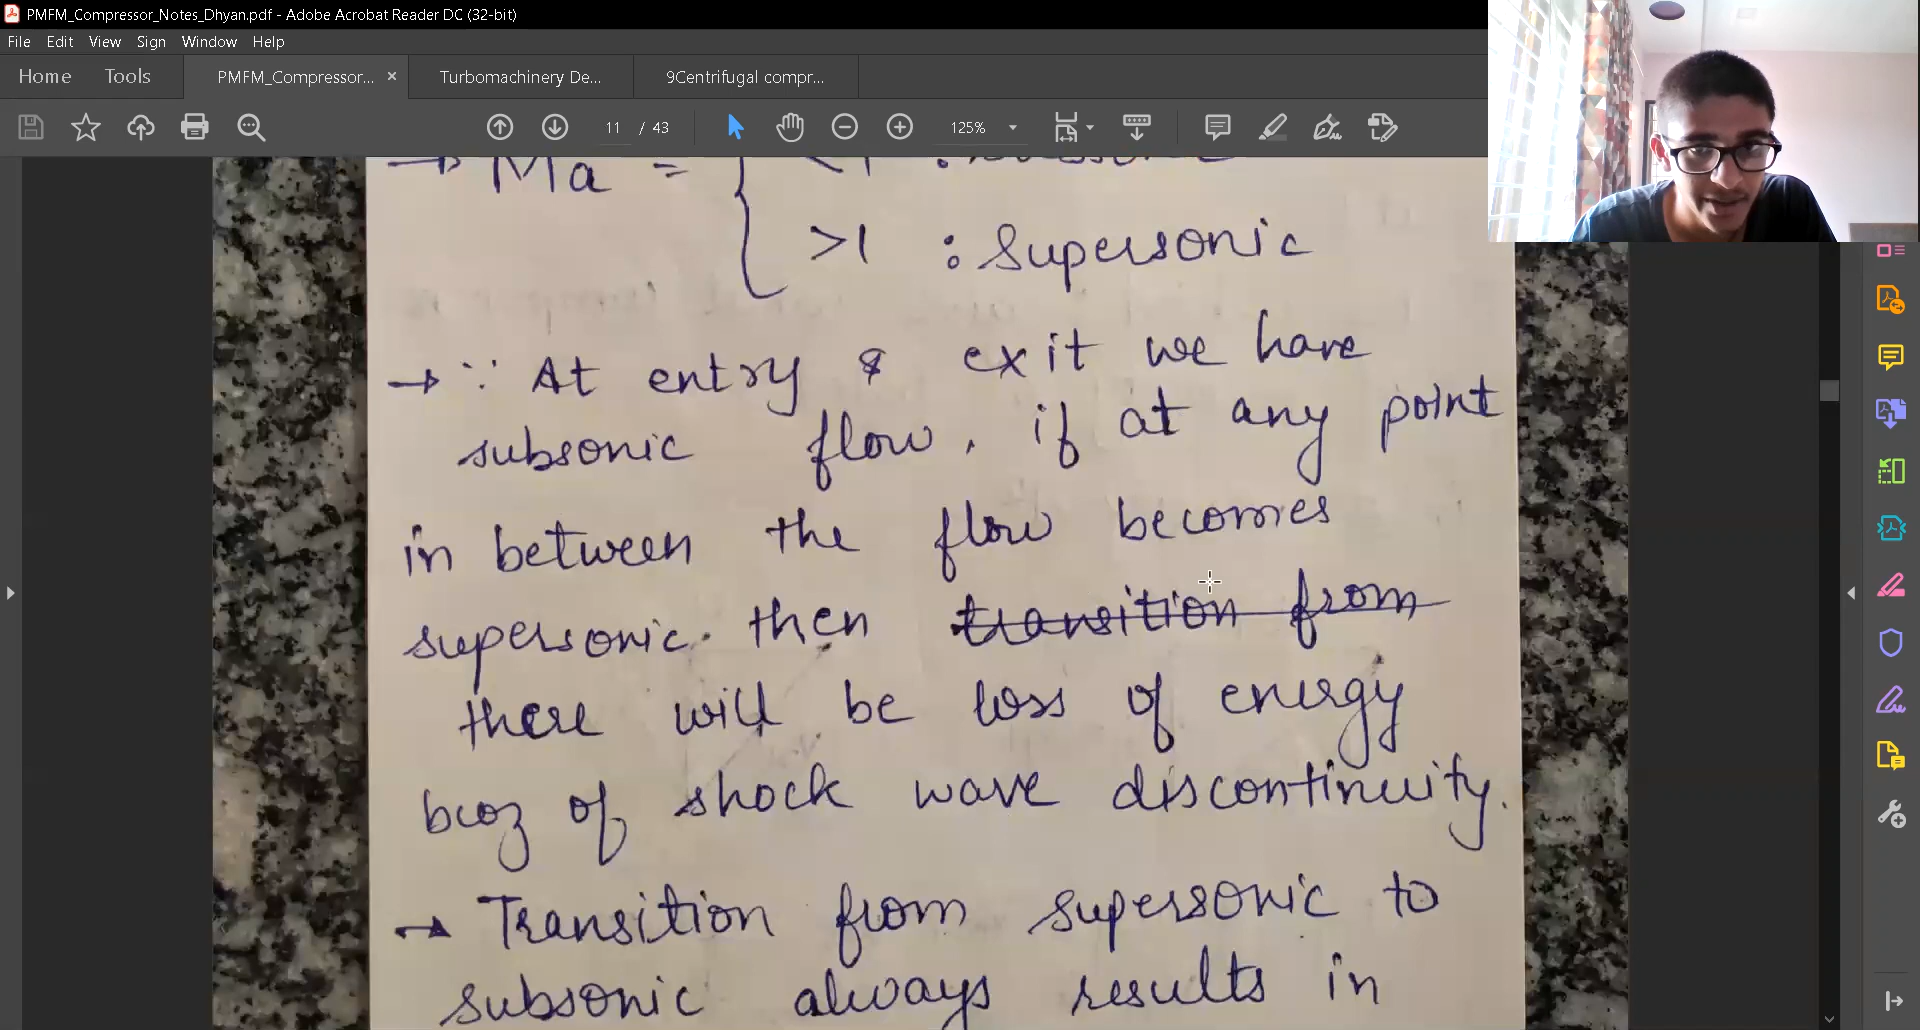 PMFM_Compressor_Notes_Dhyan.pdf - Adobe Acrobat Reader DC (32-bit)
File Edit View Sign Window Help
Home Tools PMFM_Compressor... × Turbomachinery De... 9Centrifugal compr...
11 / 43 125%
→ Ma =
>1 : Supersonic
→ ∵ At entry & exit we have
subsonic flow, if at any point
in between the flow becomes
supersonic. then transition from
there will be loss of energy
bcoz of shock wave discontinuity.
→ Transition from supersonic to
subsonic always results in